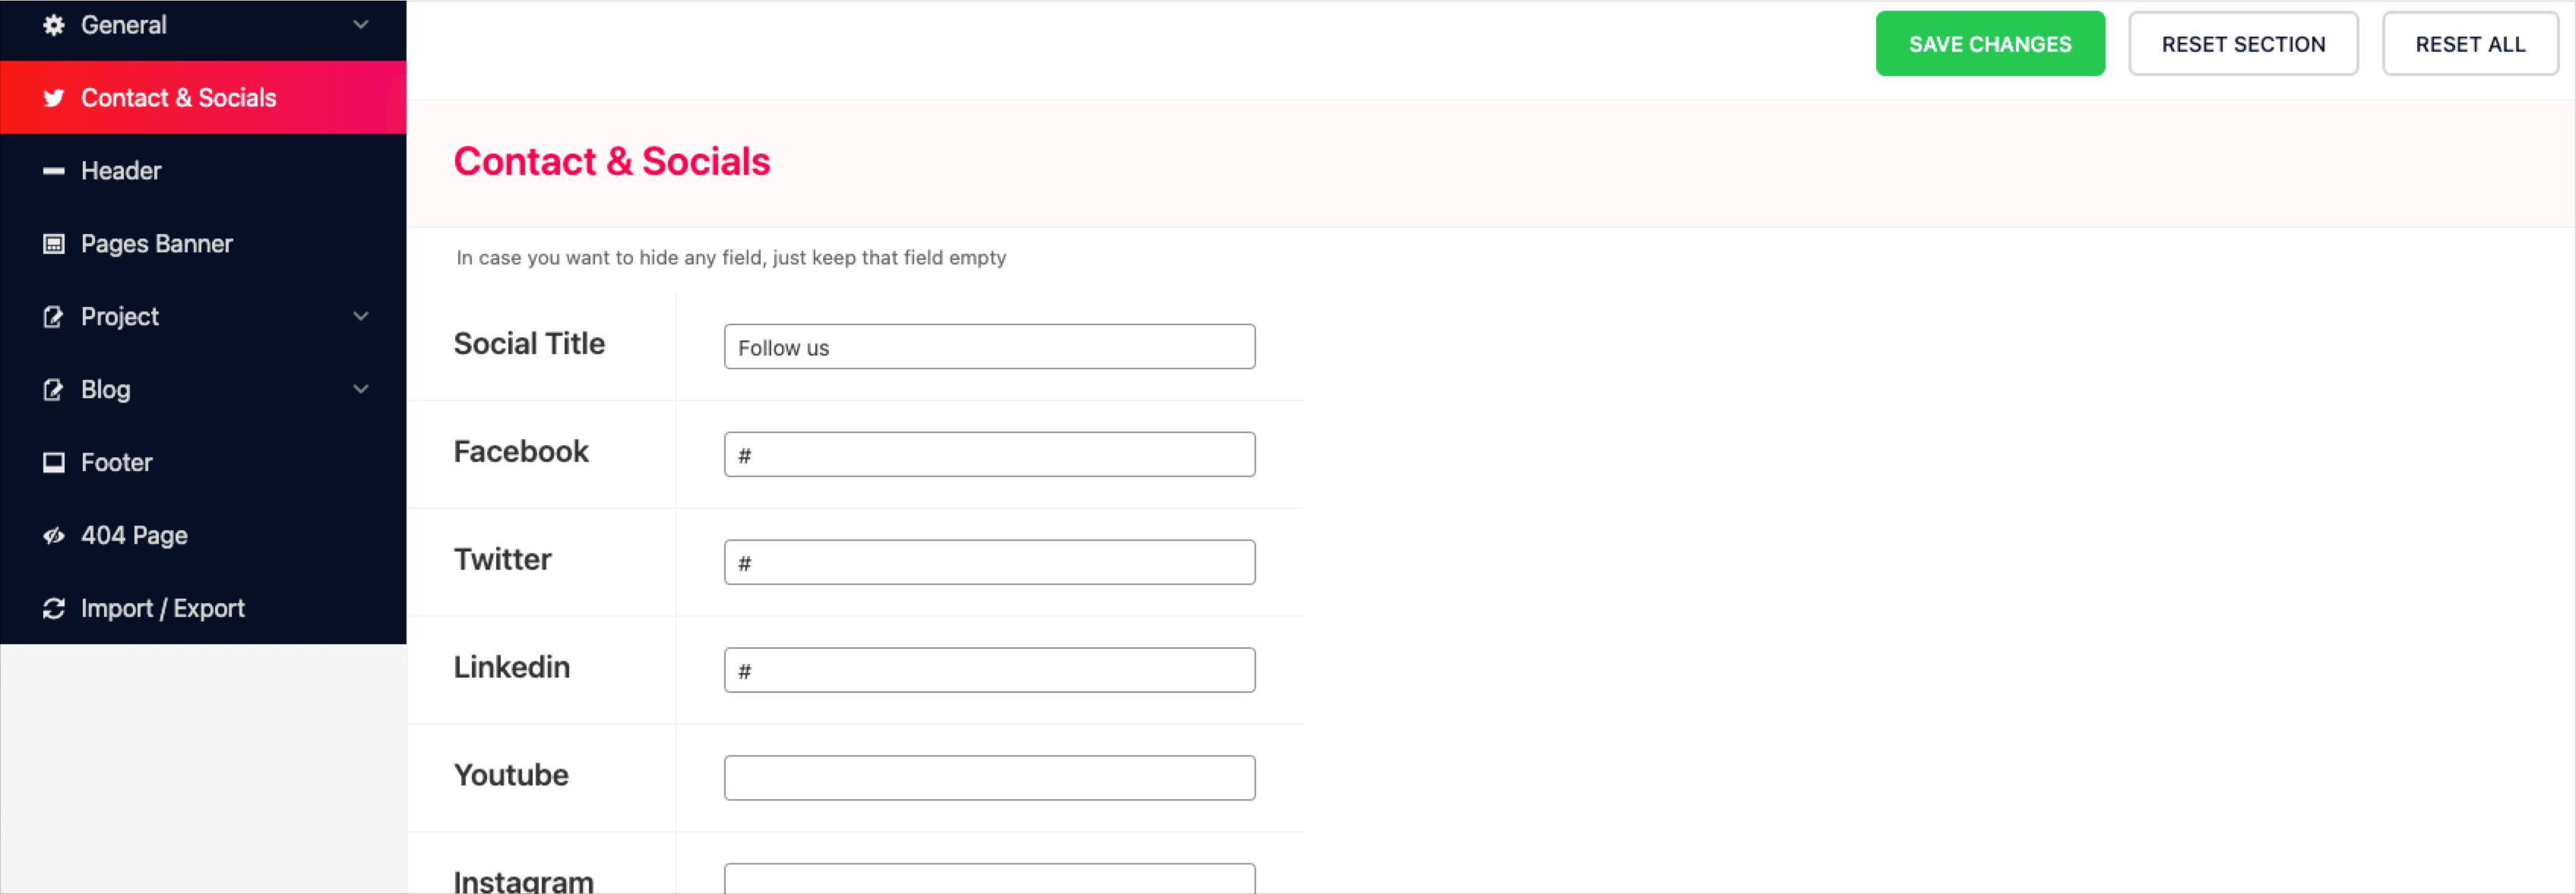 General
Contact & Socials
Header
Pages Banner
Project
Blog
Footer
404 Page
Import / Export
SAVE CHANGES
RESET SECTION
RESET ALL
Contact & Socials
In case you want to hide any field, just keep that field empty
Social Title
Follow us
Facebook
#
Twitter
#
Linkedin
#
Youtube
Instagram